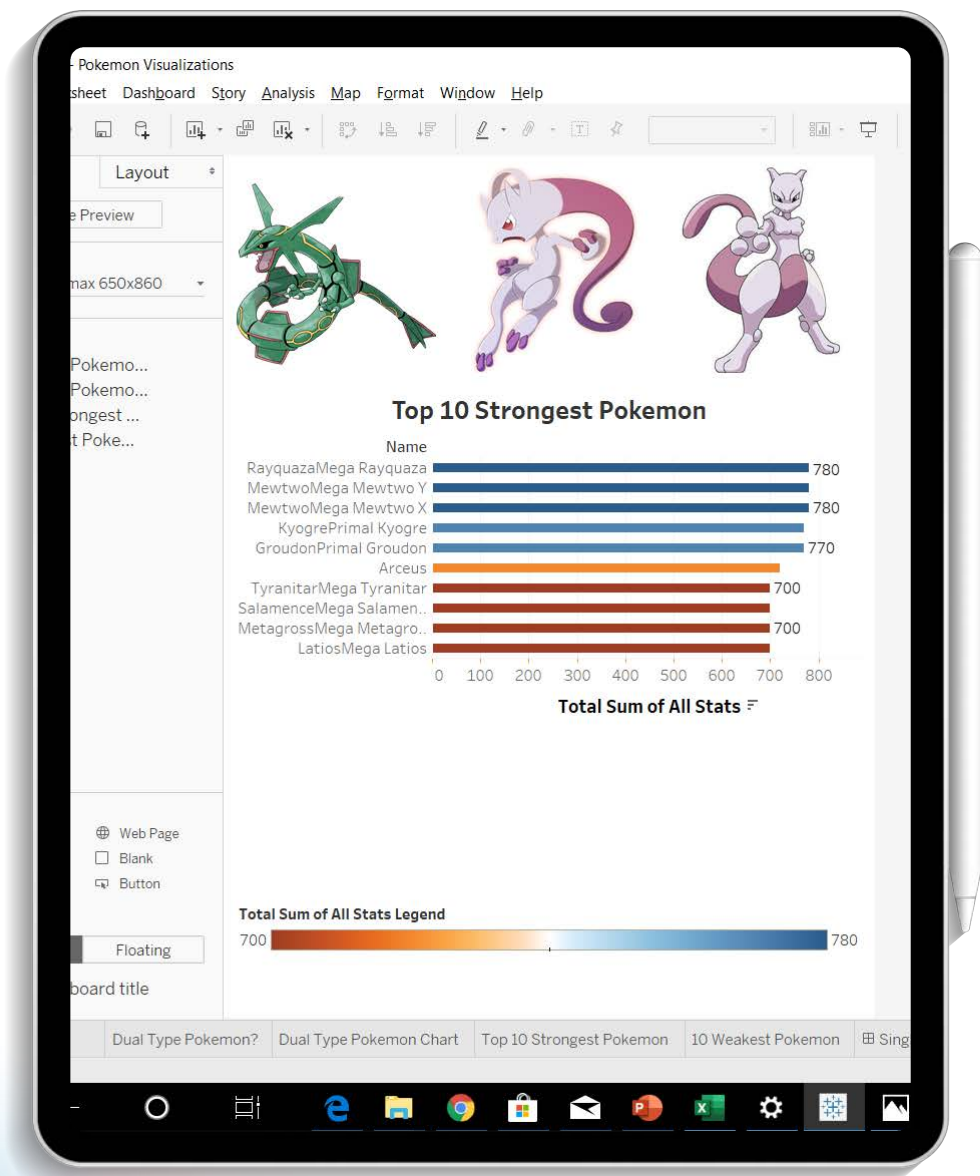 - Pokemon Visualizations
sheet Dashboard Story Analysis Map Format Window Help
Layout
e Preview
max 650x860
Pokemo...
Pokemo...
ongest ...
t Poke...
Top 10 Strongest Pokemon
Name
RayquazaMega Rayquaza 780
MewtwoMega Mewtwo Y
MewtwoMega Mewtwo X 780
KyogrePrimal Kyogre
GroudonPrimal Groudon 770
Arceus
TyranitarMega Tyranitar 700
SalamenceMega Salamen..
MetagrossMega Metagro.. 700
LatiosMega Latios
0 100 200 300 400 500 600 700 800
Total Sum of All Stats
Web Page
Blank
Button
Total Sum of All Stats Legend
700 780
Floating
board title
Dual Type Pokemon? Dual Type Pokemon Chart Top 10 Strongest Pokemon 10 Weakest Pokemon Sing